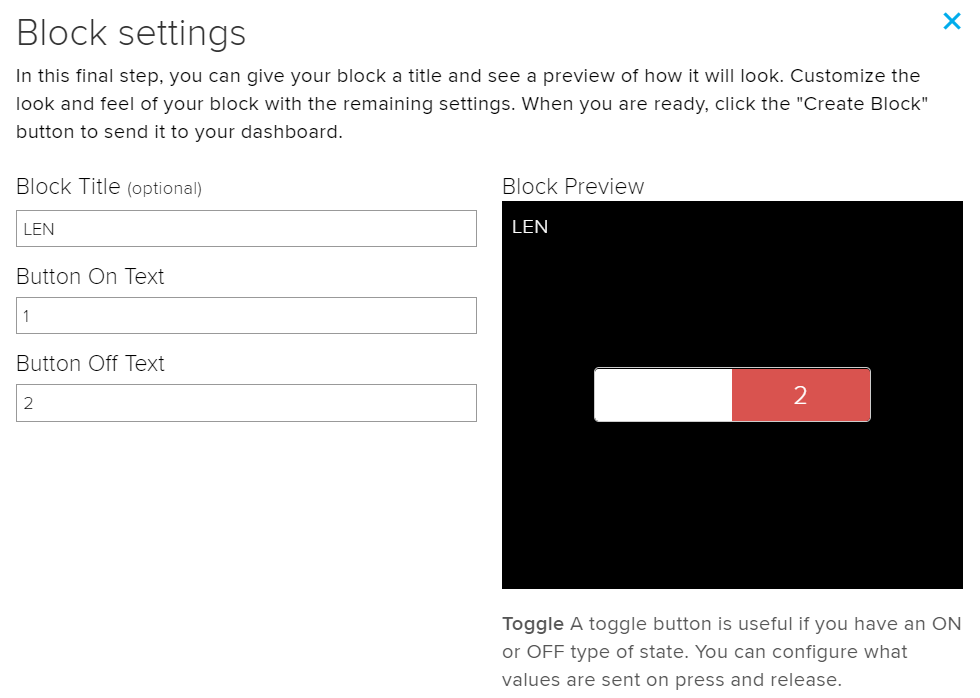 Block settings
In this final step, you can give your block a title and see a preview of how it will look. Customize the
look and feel of your block with the remaining settings. When you are ready, click the "Create Block"
button to send it to your dashboard.
Block Title (optional)
LEN
Button On Text
1
Button Off Text
2
Block Preview
LEN
2
Toggle A toggle button is useful if you have an ON
or OFF type of state. You can configure what
values are sent on press and release.